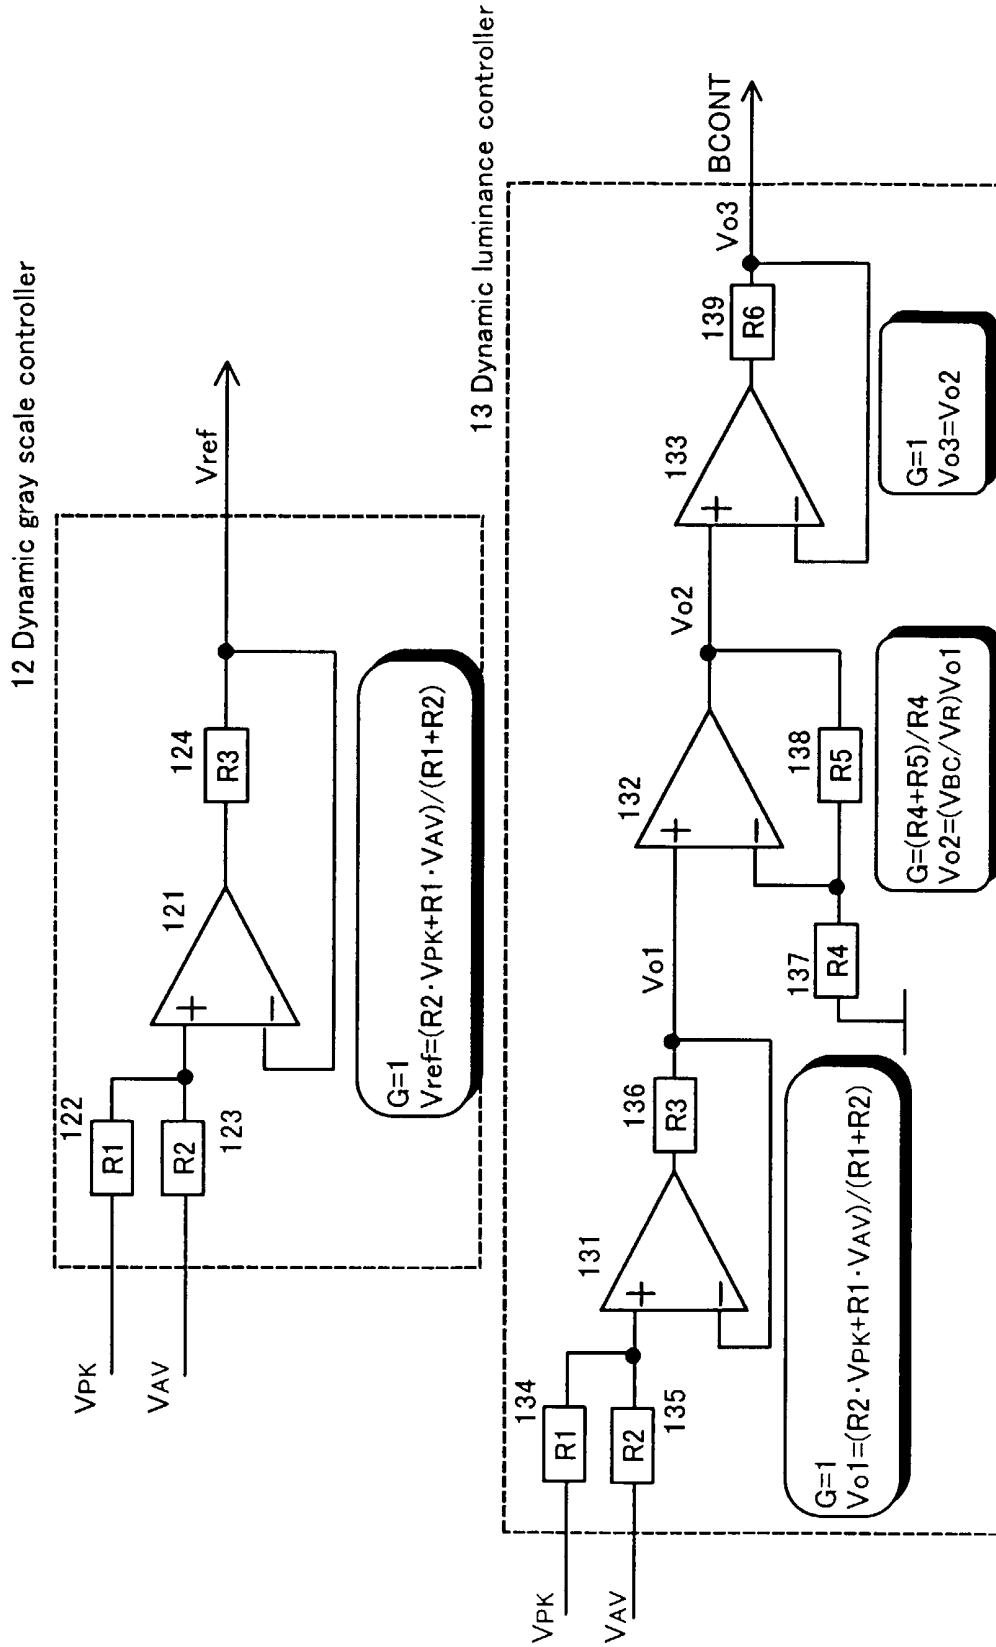 12 Dynamic gray scale controller
VPK
VAV
122
R1
R2
123
121
+
−
124
R3
Vref
G=1
Vref=(R2·VPK+R1·VAV)/(R1+R2)
13 Dynamic luminance controller
VPK
VAV
134
R1
R2
135
131
+
−
136
R3
Vo1
G=1
Vo1=(R2·VPK+R1·VAV)/(R1+R2)
132
+
−
137
R4
138
R5
Vo2
G=(R4+R5)/R4
Vo2=(VBC/VR)Vo1
133
+
−
139
R6
Vo3
BCONT
G=1
Vo3=Vo2